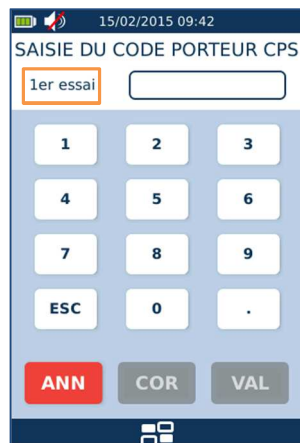 15/02/2015 09:42
SAISIE DU CODE PORTEUR CPS
1er essai
1 2 3
4 5 6
7 8 9
ESC 0 .
ANN COR VAL